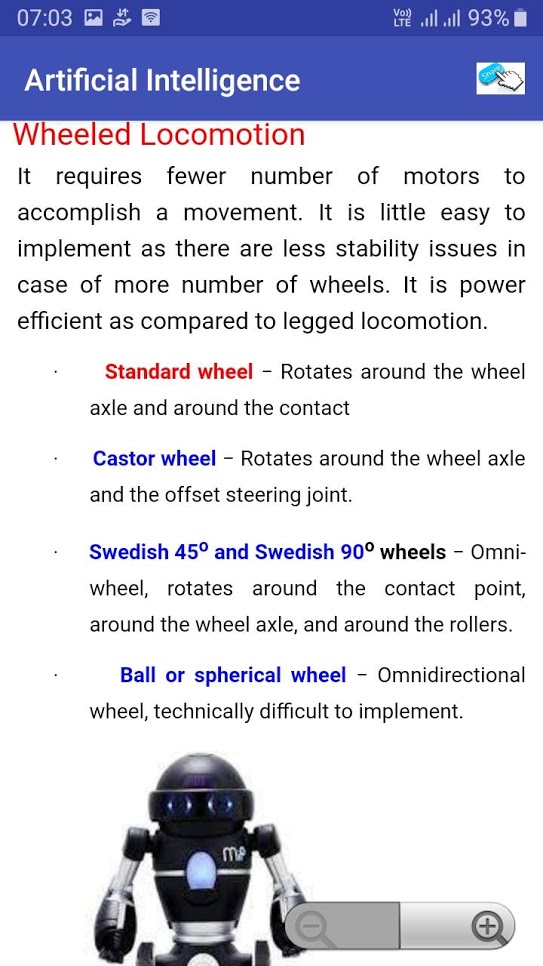 07:03 Vo)) LTE 93%
Artificial Intelligence Share
Wheeled Locomotion
It requires fewer number of motors to
accomplish a movement. It is little easy to
implement as there are less stability issues in
case of more number of wheels. It is power
efficient as compared to legged locomotion.
· Standard wheel – Rotates around the wheel
axle and around the contact
· Castor wheel – Rotates around the wheel axle
and the offset steering joint.
· Swedish 45⁰ and Swedish 90⁰ wheels – Omni-
wheel, rotates around the contact point,
around the wheel axle, and around the rollers.
· Ball or spherical wheel – Omnidirectional
wheel, technically difficult to implement.
MiP